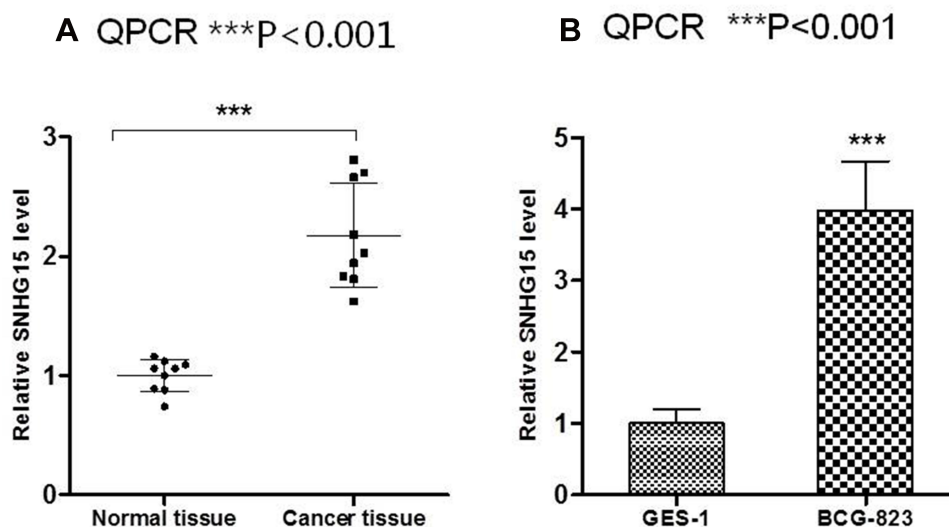 A QPCR ***P<0.001
***
3
2
1
0
Relative SNHG15 level
Normal tissue
Cancer tissue
B QPCR ***P<0.001
***
5
4
3
2
1
0
Relative SNHG15 level
GES-1
BCG-823